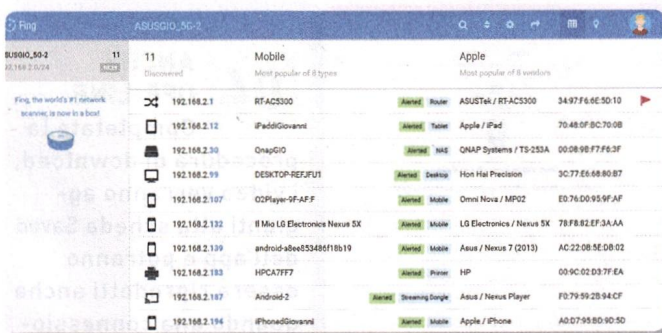 Fing
ASUSGIO_5G-2
SUSGIO_5G-2 11
Fing, the world's #1 network
scanner, is now in a box!
11 Mobile Apple
Discovered Most popular of 6 types Most popular of 8 vendors
192.168.2.1 RT-AC5300 Alerted Router ASUSTek / RT-AC5300 34:97:F6:6E:5D:10
192.168.2.12 iPaddiGiovanni Alerted Tablet Apple / iPad 70:48:0F:BC:70:08
192.168.2.30 QnapGIO Alerted NAS QNAP Systems / TS-253A 00:08:9B:F7:F6:3F
192.168.2.99 DESKTOP-REFJFU1 Alerted Desktop Hon Hai Precision 3C:77:E6:68:80:B7
192.168.2.107 O2Player-9F-AF:F Alerted Mobile Omni Nova / MP02 E0:76:D0:95:9F:AF
192.168.2.132 Il Mio LG Electronics Nexus 5X Alerted Mobile LG Electronics / Nexus 5X 78:F8:82:EF:3A:AA
192.168.2.139 android-a8ee853486f18b19 Alerted Mobile Asus / Nexus 7 (2013) AC:22:0B:5E:DB:02
192.168.2.183 HPCA7FF7 Alerted Printer HP 00:9C:02:D3:7F:EA
192.168.2.187 Android-2 Alerted Streaming Dongle Asus / Nexus Player F0:79:59:2B:94:CF
192.168.2.194 iPhonediGiovanni Alerted Mobile Apple / iPhone A0:D7:95:BD:9D:5D